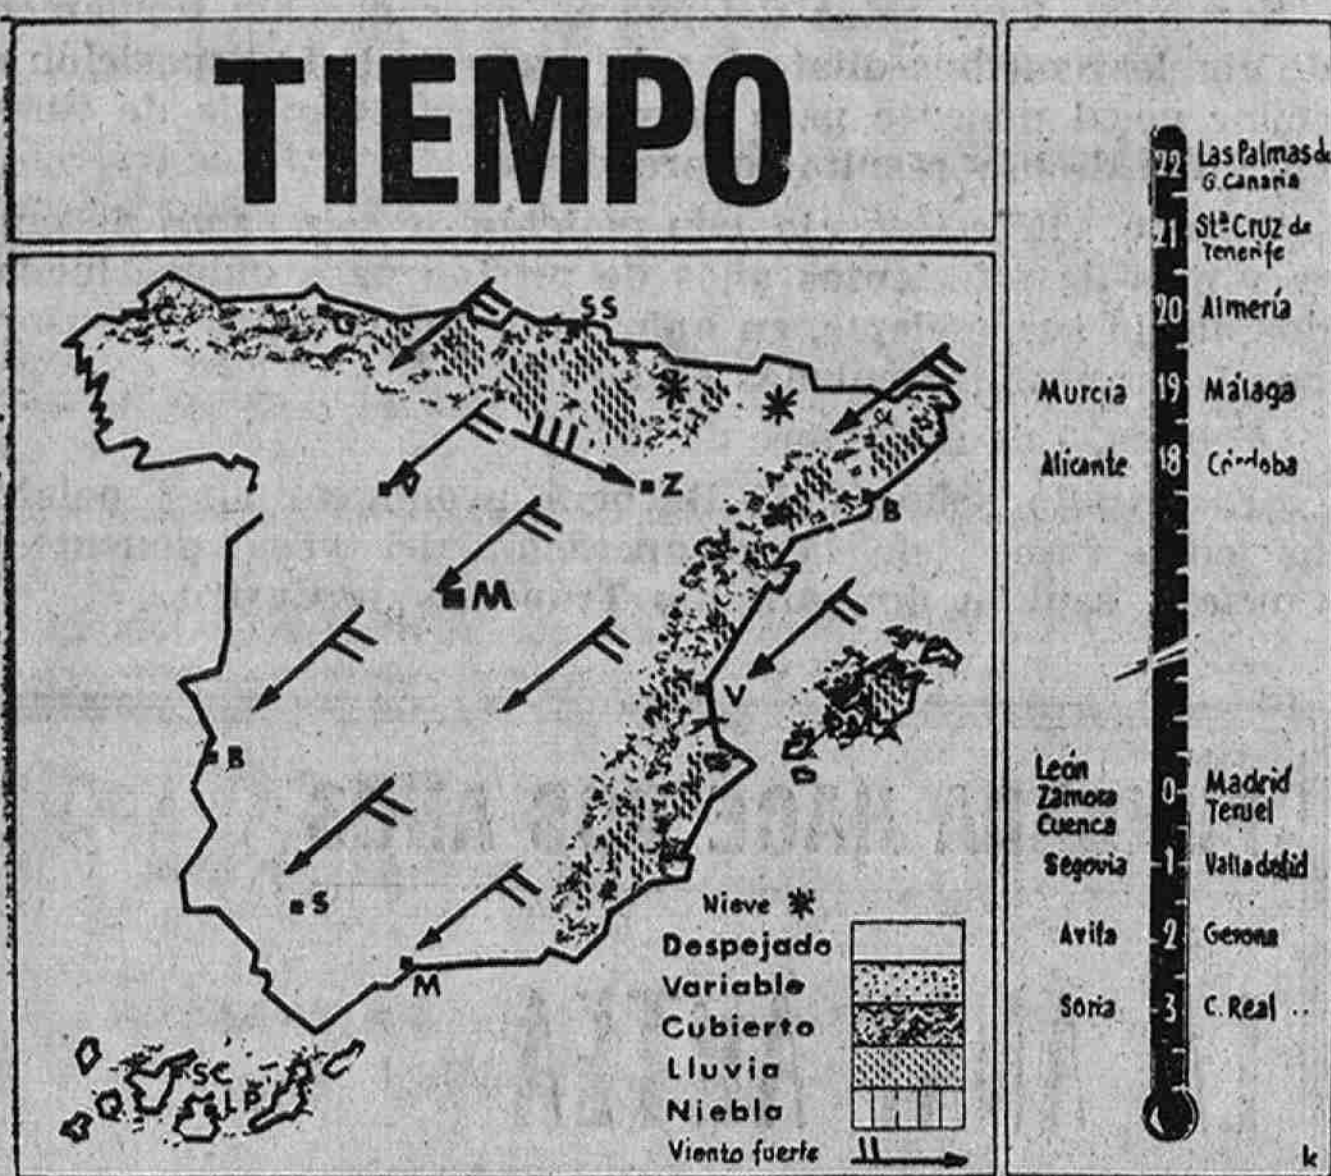 TIEMPO
C
G
SS
V
Z
B
M
V
B
S
M
SC
LP
Nieve
Despejado
Variable
Cubierto
Lluvia
Niebla
Viento fuerte
22 Las Palmas de
G. Canaria
21 Stª Cruz de
Tenerife
20 Almería
Murcia 19 Málaga
Alicante 18 Córdoba
León
Zamora
Cuenca
0
Madrid
Teruel
Segovia -1 Valladolid
Avila -2 Gerona
Soria -3 C. Real
k